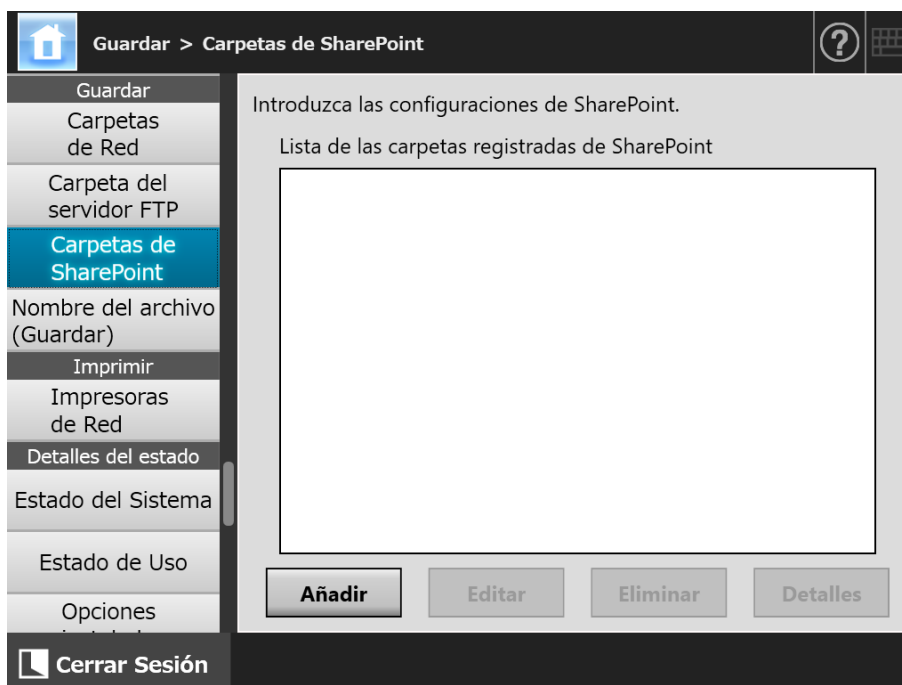 Guardar > Carpetas de SharePoint
?
Guardar
Carpetas
de Red
Carpeta del
servidor FTP
Carpetas de
SharePoint
Nombre del archivo
(Guardar)
Imprimir
Impresoras
de Red
Detalles del estado
Estado del Sistema
Estado de Uso
Opciones
Cerrar Sesión
Introduzca las configuraciones de SharePoint.
Lista de las carpetas registradas de SharePoint
Añadir Editar Eliminar Detalles